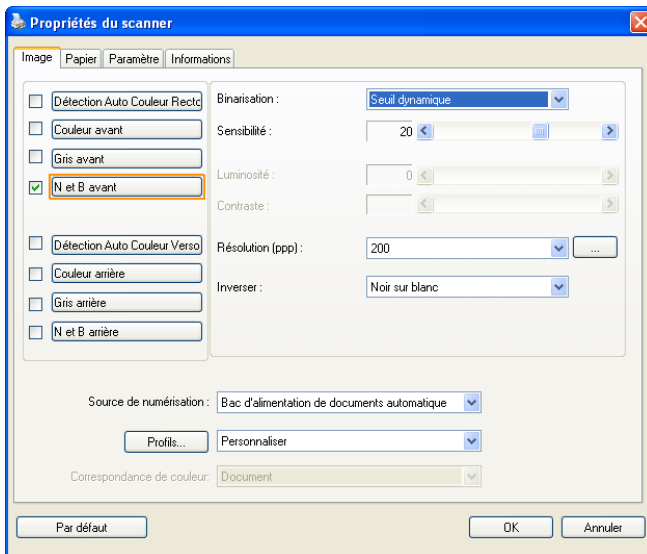 Propriétés du scanner
Image Papier Paramètre Informations
Détection Auto Couleur Recto
Couleur avant
Gris avant
N et B avant
Détection Auto Couleur Verso
Couleur arrière
Gris arrière
N et B arrière
Binarisation : Seuil dynamique
Sensibilité : 20
Luminosité : 0
Contraste :
Résolution (ppp) : 200 ...
Inverser : Noir sur blanc
Source de numérisation : Bac d'alimentation de documents automatique
Profils... Personnaliser
Correspondance de couleur: Document
Par défaut OK Annuler